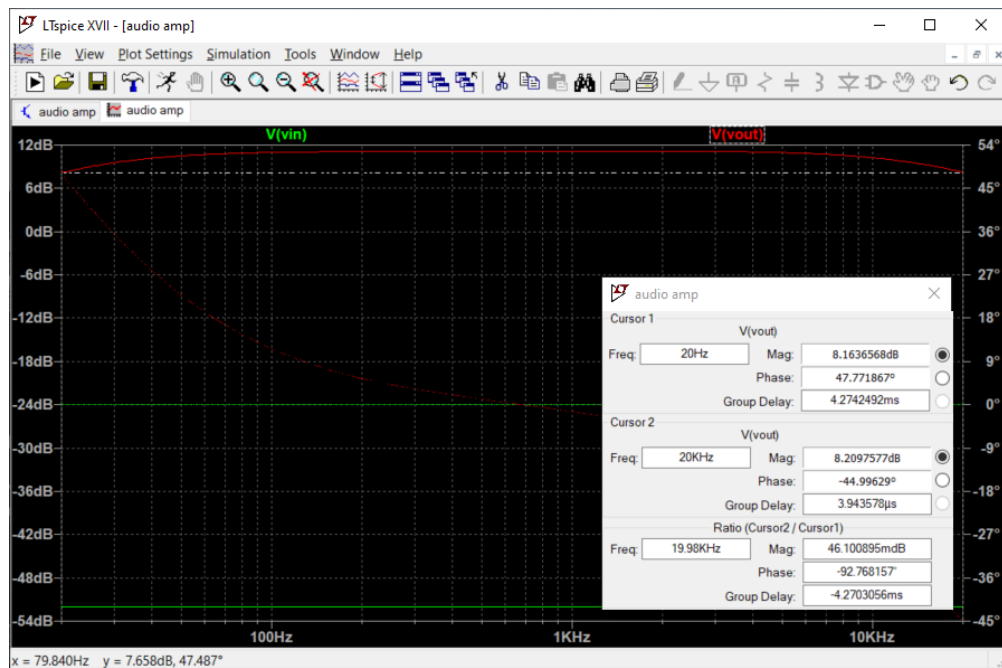 LTspice XVII - [audio amp]
File View Plot Settings Simulation Tools Window Help
audio amp audio amp
V(vin) V(vout)
12dB 54°
6dB 45°
0dB 36°
-6dB 27°
-12dB 18°
-18dB 9°
-24dB 0°
-30dB -9°
-36dB -18°
-42dB -27°
-48dB -36°
-54dB -45°
100Hz 1KHz 10KHz
audio amp
Cursor 1
V(vout)
Freq: 20Hz Mag: 8.1636568dB
Phase: 47.771867°
Group Delay: 4.2742492ms
Cursor 2
V(vout)
Freq: 20KHz Mag: 8.2097577dB
Phase: -44.99629°
Group Delay: 3.943578µs
Ratio (Cursor2 / Cursor1)
Freq: 19.98KHz Mag: 46.100895mdB
Phase: -92.768157°
Group Delay: -4.2703056ms
x = 79.840Hz y = 7.658dB, 47.487°